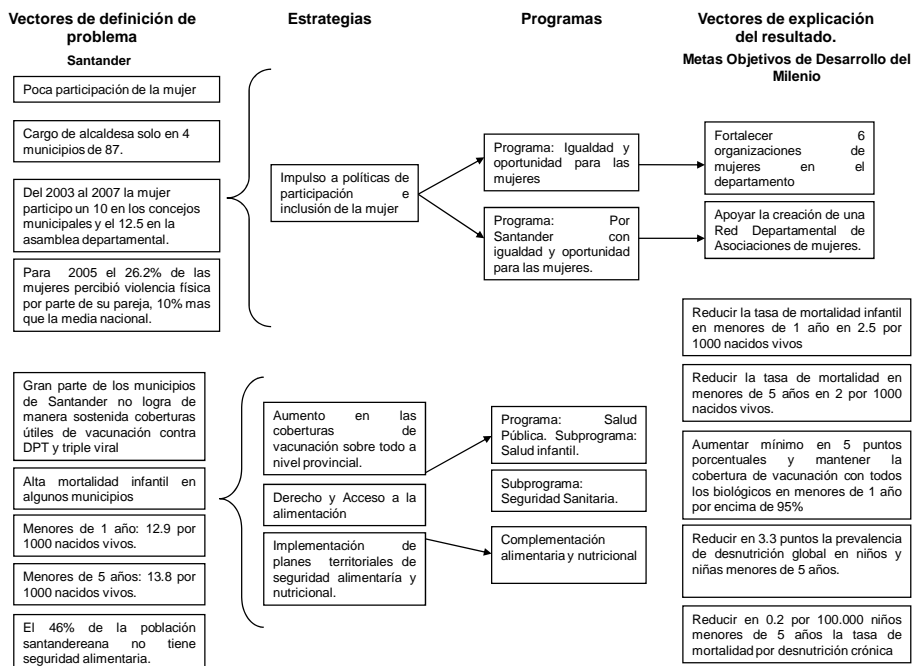 Vectores de definición de
problema
Santander
Poca participación de la mujer
Cargo de alcaldesa solo en 4
municipios de 87.
Del 2003 al 2007 la mujer
participo un 10 en los concejos
municipales y el 12.5 en la
asamblea departamental.
Para 2005 el 26.2% de las
mujeres percibió violencia física
por parte de su pareja, 10% mas
que la media nacional.
Gran parte de los municipios
de Santander no logra de
manera sostenida coberturas
útiles de vacunación contra
DPT y triple viral
Alta mortalidad infantil en
algunos municipios
Menores de 1 año: 12.9 por
1000 nacidos vivos.
Menores de 5 años: 13.8 por
1000 nacidos vivos.
El 46% de la población
santandereana no tiene
seguridad alimentaria.
Estrategias
Impulso a políticas de
participación e
inclusión de la mujer
Aumento en las
coberturas de
vacunación sobre todo a
nivel provincial.
Derecho y Acceso a la
alimentación
Implementación de
planes territoriales de
seguridad alimentaría y
nutricional.
Programas
Programa: Igualdad y
oportunidad para las
mujeres
Programa: Por
Santander con
igualdad y oportunidad
para las mujeres.
Programa: Salud
Pública. Subprograma:
Salud infantil.
Subprograma:
Seguridad Sanitaria.
Complementación
alimentaria y nutricional
Vectores de explicación
del resultado.
Metas Objetivos de Desarrollo del
Milenio
Fortalecer 6
organizaciones de
mujeres en el
departamento
Apoyar la creación de una
Red Departamental de
Asociaciones de mujeres.
Reducir la tasa de mortalidad infantil
en menores de 1 año en 2.5 por
1000 nacidos vivos
Reducir la tasa de mortalidad en
menores de 5 años en 2 por 1000
nacidos vivos.
Aumentar mínimo en 5 puntos
porcentuales y mantener la
cobertura de vacunación con todos
los biológicos en menores de 1 año
por encima de 95%
Reducir en 3.3 puntos la prevalencia
de desnutrición global en niños y
niñas menores de 5 años.
Reducir en 0.2 por 100.000 niños
menores de 5 años la tasa de
mortalidad por desnutrición crónica